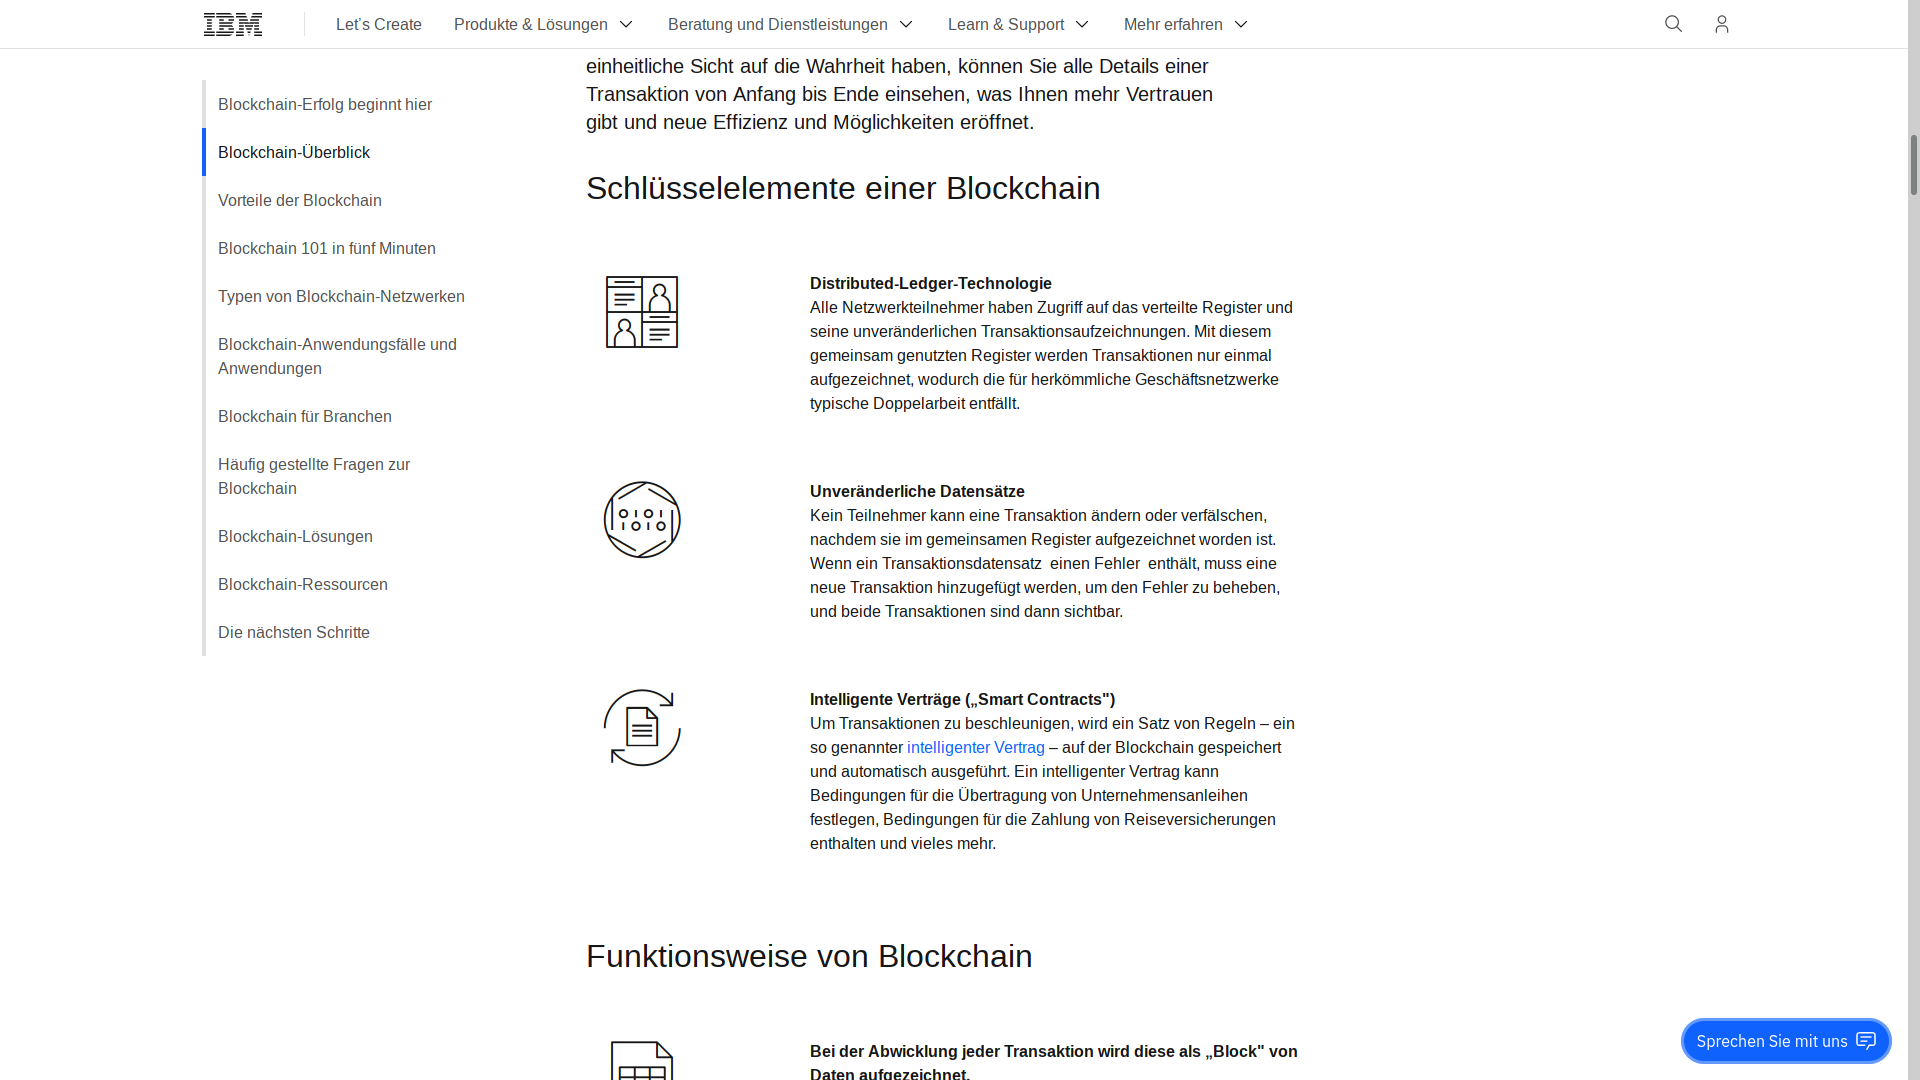 IBM
Let's Create
Produkte & Lösungen
Beratung und Dienstleistungen
Learn & Support
Mehr erfahren
Blockchain-Erfolg beginnt hier
Blockchain-Überblick
Vorteile der Blockchain
Blockchain 101 in fünf Minuten
Typen von Blockchain-Netzwerken
Blockchain-Anwendungsfälle und
Anwendungen
Blockchain für Branchen
Häufig gestellte Fragen zur
Blockchain
Blockchain-Lösungen
Blockchain-Ressourcen
Die nächsten Schritte
einheitliche Sicht auf die Wahrheit haben, können Sie alle Details einer
Transaktion von Anfang bis Ende einsehen, was Ihnen mehr Vertrauen
gibt und neue Effizienz und Möglichkeiten eröffnet.
Schlüsselelemente einer Blockchain
Distributed-Ledger-Technologie
Alle Netzwerkteilnehmer haben Zugriff auf das verteilte Register und
seine unveränderlichen Transaktionsaufzeichnungen. Mit diesem
gemeinsam genutzten Register werden Transaktionen nur einmal
aufgezeichnet, wodurch die für herkömmliche Geschäftsnetzwerke
typische Doppelarbeit entfällt.
Unveränderliche Datensätze
Kein Teilnehmer kann eine Transaktion ändern oder verfälschen,
nachdem sie im gemeinsamen Register aufgezeichnet worden ist.
Wenn ein Transaktionsdatensatz  einen Fehler  enthält, muss eine
neue Transaktion hinzugefügt werden, um den Fehler zu beheben,
und beide Transaktionen sind dann sichtbar.
Intelligente Verträge („Smart Contracts")
Um Transaktionen zu beschleunigen, wird ein Satz von Regeln – ein
so genannter intelligenter Vertrag – auf der Blockchain gespeichert
und automatisch ausgeführt. Ein intelligenter Vertrag kann
Bedingungen für die Übertragung von Unternehmensanleihen
festlegen, Bedingungen für die Zahlung von Reiseversicherungen
enthalten und vieles mehr.
Funktionsweise von Blockchain
Bei der Abwicklung jeder Transaktion wird diese als „Block" von
Daten aufgezeichnet.
Sprechen Sie mit uns